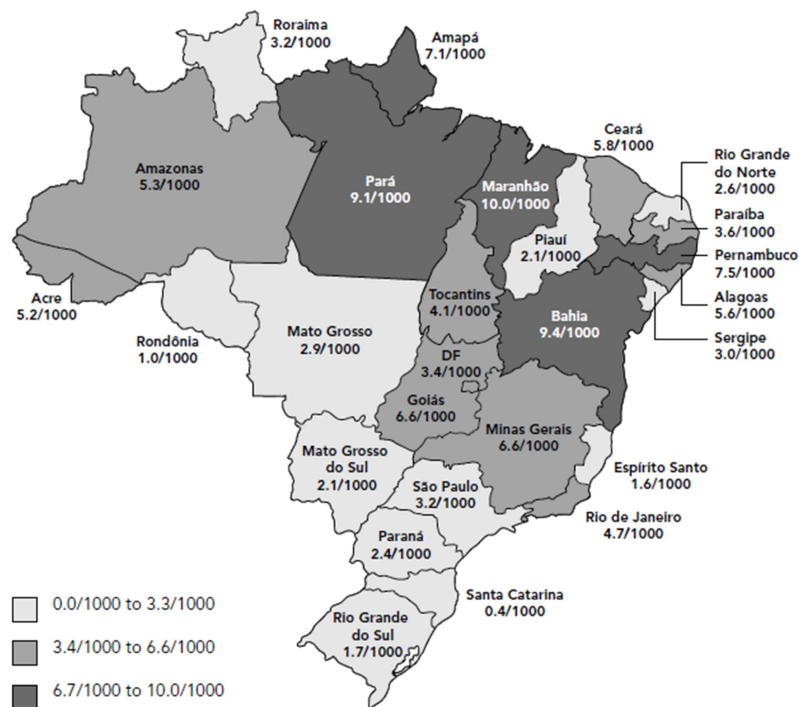 Roraima
3.2/1000
Amapá
7.1/1000
Amazonas
5.3/1000
Pará
9.1/1000
Maranhão
10.0/1000
Ceará
5.8/1000
Rio Grande
do Norte
2.6/1000
Paraíba
3.6/1000
Piauí
2.1/1000
Pernambuco
7.5/1000
Acre
5.2/1000
Alagoas
5.6/1000
Tocantins
4.1/1000
Bahia
9.4/1000
Sergipe
3.0/1000
Rondônia
1.0/1000
Mato Grosso
2.9/1000
DF
3.4/1000
Goiás
6.6/1000
Minas Gerais
6.6/1000
Mato Grosso
do Sul
2.1/1000
São Paulo
3.2/1000
Espírito Santo
1.6/1000
Rio de Janeiro
4.7/1000
Paraná
2.4/1000
Santa Catarina
0.4/1000
Rio Grande
do Sul
1.7/1000
0.0/1000 to 3.3/1000
3.4/1000 to 6.6/1000
6.7/1000 to 10.0/1000